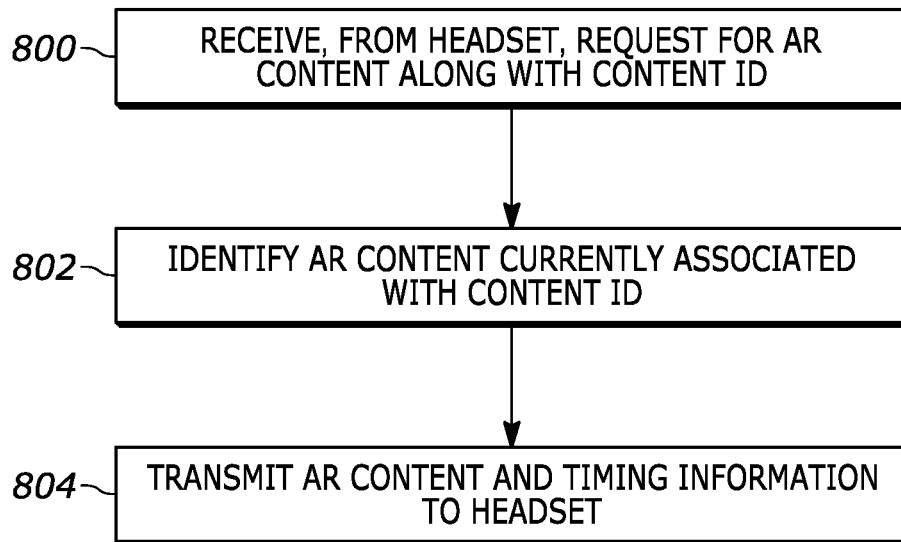 800
RECEIVE, FROM HEADSET, REQUEST FOR AR
CONTENT ALONG WITH CONTENT ID
802
IDENTIFY AR CONTENT CURRENTLY ASSOCIATED
WITH CONTENT ID
804
TRANSMIT AR CONTENT AND TIMING INFORMATION
TO HEADSET